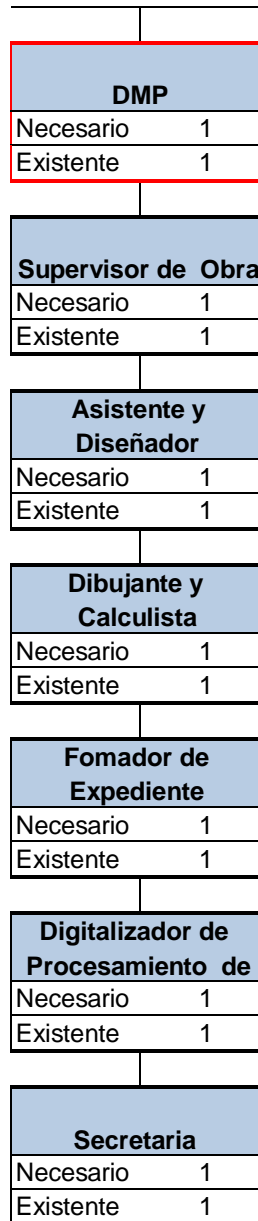 DMP
Necesario 1
Existente 1
Supervisor de Obra
Necesario 1
Existente 1
Asistente y
Diseñador
Necesario 1
Existente 1
Dibujante y
Calculista
Necesario 1
Existente 1
Fomador de
Expediente
Necesario 1
Existente 1
Digitalizador de
Procesamiento de
Necesario 1
Existente 1
Secretaria
Necesario 1
Existente 1